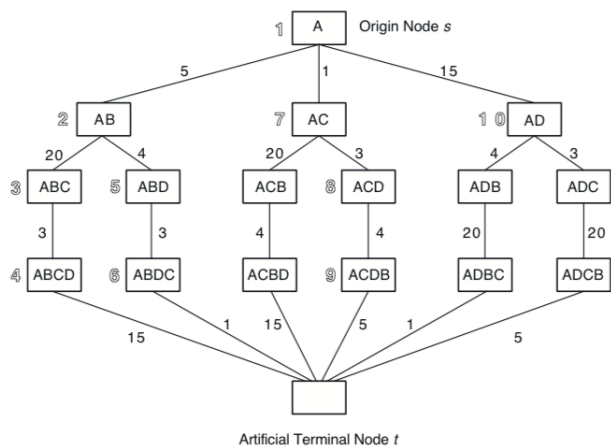 1 A Origin Node s
5 1 15
2 AB 7 AC 1 0 AD
20 4 20 3 4 3
3 ABC 5 ABD ACB 8 ACD ADB ADC
3 3 4 4 20 20
4 ABCD 6 ABDC ACBD 9 ACDB ADBC ADCB
15 1 15 5 1 5
Artificial Terminal Node t